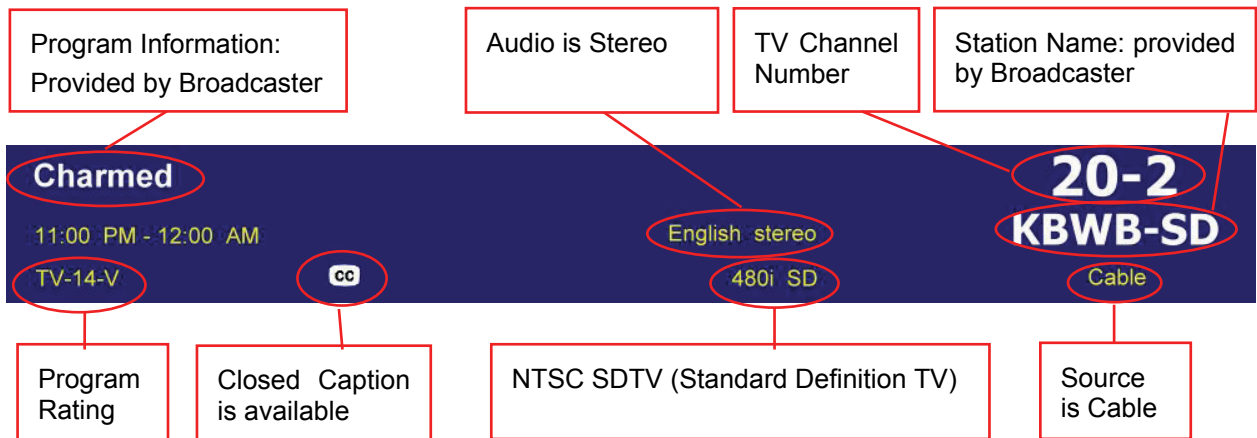 Program Information:
Provided by Broadcaster
Audio is Stereo
TV Channel
Number
Station Name: provided
by Broadcaster
Charmed
20-2
11:00 PM - 12:00 AM
English stereo
KBWB-SD
TV-14-V
CC
480i SD
Cable
Program
Rating
Closed Caption
is available
NTSC SDTV (Standard Definition TV)
Source
is Cable